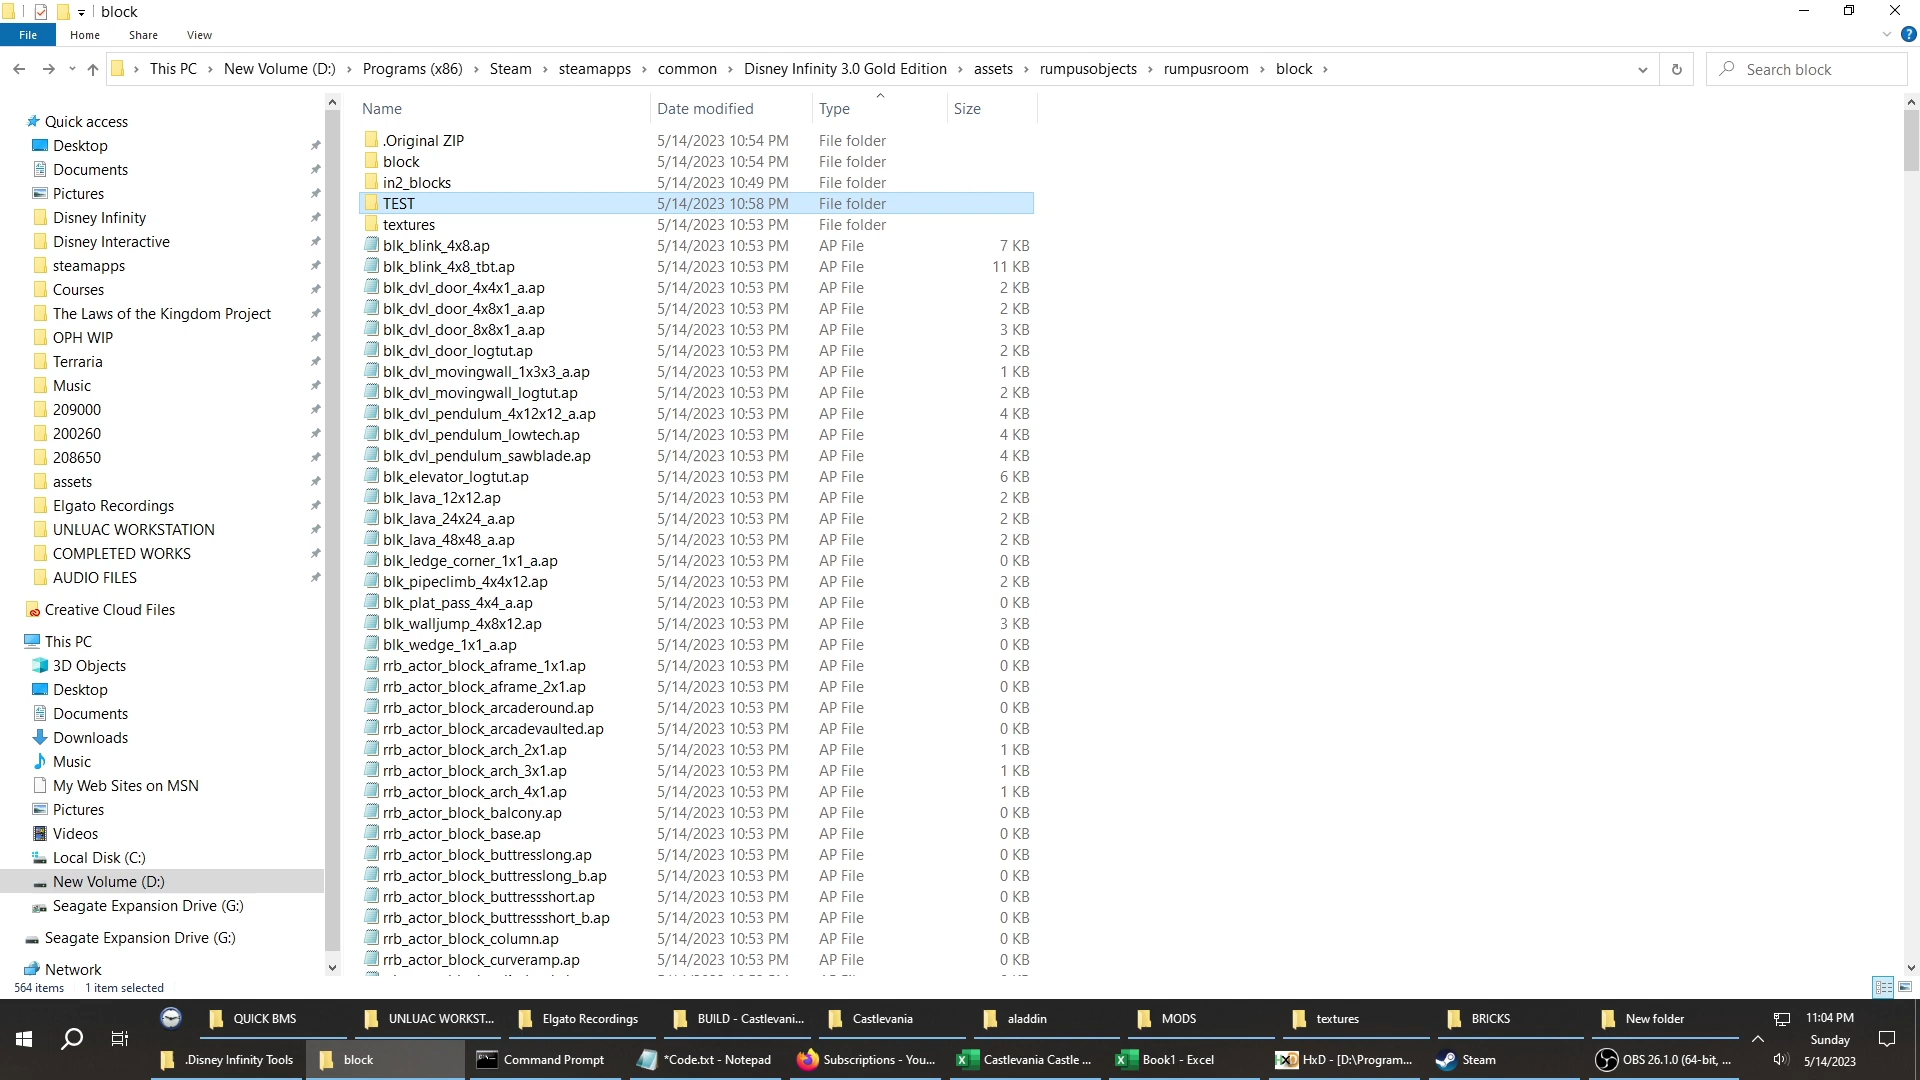 block
File Home Share View
This PC New Volume (D:) Programs (x86) Steam steamapps common Disney Infinity 3.0 Gold Edition assets rumpusobjects rumpusroom block Search block
Quick access
Desktop
Documents
Pictures
Disney Infinity
Disney Interactive
steamapps
Courses
The Laws of the Kingdom Project
OPH WIP
Terraria
Music
209000
200260
208650
assets
Elgato Recordings
UNLUAC WORKSTATION
COMPLETED WORKS
AUDIO FILES
Creative Cloud Files
This PC
3D Objects
Desktop
Documents
Downloads
Music
My Web Sites on MSN
Pictures
Videos
Local Disk (C:)
New Volume (D:)
Seagate Expansion Drive (G:)
Seagate Expansion Drive (G:)
Network
Name Date modified Type Size
.Original ZIP 5/14/2023 10:54 PM File folder
block 5/14/2023 10:54 PM File folder
in2_blocks 5/14/2023 10:49 PM File folder
TEST 5/14/2023 10:58 PM File folder
textures 5/14/2023 10:53 PM File folder
blk_blink_4x8.ap 5/14/2023 10:53 PM AP File 7 KB
blk_blink_4x8_tbt.ap 5/14/2023 10:53 PM AP File 11 KB
blk_dvl_door_4x4x1_a.ap 5/14/2023 10:53 PM AP File 2 KB
blk_dvl_door_4x8x1_a.ap 5/14/2023 10:53 PM AP File 2 KB
blk_dvl_door_8x8x1_a.ap 5/14/2023 10:53 PM AP File 3 KB
blk_dvl_door_logtut.ap 5/14/2023 10:53 PM AP File 2 KB
blk_dvl_movingwall_1x3x3_a.ap 5/14/2023 10:53 PM AP File 1 KB
blk_dvl_movingwall_logtut.ap 5/14/2023 10:53 PM AP File 2 KB
blk_dvl_pendulum_4x12x12_a.ap 5/14/2023 10:53 PM AP File 4 KB
blk_dvl_pendulum_lowtech.ap 5/14/2023 10:53 PM AP File 4 KB
blk_dvl_pendulum_sawblade.ap 5/14/2023 10:53 PM AP File 4 KB
blk_elevator_logtut.ap 5/14/2023 10:53 PM AP File 6 KB
blk_lava_12x12.ap 5/14/2023 10:53 PM AP File 2 KB
blk_lava_24x24_a.ap 5/14/2023 10:53 PM AP File 2 KB
blk_lava_48x48_a.ap 5/14/2023 10:53 PM AP File 2 KB
blk_ledge_corner_1x1_a.ap 5/14/2023 10:53 PM AP File 0 KB
blk_pipeclimb_4x4x12.ap 5/14/2023 10:53 PM AP File 2 KB
blk_plat_pass_4x4_a.ap 5/14/2023 10:53 PM AP File 0 KB
blk_walljump_4x8x12.ap 5/14/2023 10:53 PM AP File 3 KB
blk_wedge_1x1_a.ap 5/14/2023 10:53 PM AP File 0 KB
rrb_actor_block_aframe_1x1.ap 5/14/2023 10:53 PM AP File 0 KB
rrb_actor_block_aframe_2x1.ap 5/14/2023 10:53 PM AP File 0 KB
rrb_actor_block_arcaderound.ap 5/14/2023 10:53 PM AP File 0 KB
rrb_actor_block_arcadevaulted.ap 5/14/2023 10:53 PM AP File 0 KB
rrb_actor_block_arch_2x1.ap 5/14/2023 10:53 PM AP File 1 KB
rrb_actor_block_arch_3x1.ap 5/14/2023 10:53 PM AP File 1 KB
rrb_actor_block_arch_4x1.ap 5/14/2023 10:53 PM AP File 1 KB
rrb_actor_block_balcony.ap 5/14/2023 10:53 PM AP File 0 KB
rrb_actor_block_base.ap 5/14/2023 10:53 PM AP File 0 KB
rrb_actor_block_buttresslong.ap 5/14/2023 10:53 PM AP File 0 KB
rrb_actor_block_buttresslong_b.ap 5/14/2023 10:53 PM AP File 0 KB
rrb_actor_block_buttressshort.ap 5/14/2023 10:53 PM AP File 0 KB
rrb_actor_block_buttressshort_b.ap 5/14/2023 10:53 PM AP File 0 KB
rrb_actor_block_column.ap 5/14/2023 10:53 PM AP File 0 KB
rrb_actor_block_curveramp.ap 5/14/2023 10:53 PM AP File 0 KB
564 items 1 item selected
QUICK BMS UNLUAC WORKST... Elgato Recordings BUILD - Castlevani... Castlevania aladdin MODS textures BRICKS New folder 11:04 PM
Sunday
.Disney Infinity Tools block Command Prompt *Code.txt - Notepad Subscriptions - You... Castlevania Castle ... Book1 - Excel HxD - [D:\Program... Steam OBS 26.1.0 (64-bit, ... 5/14/2023